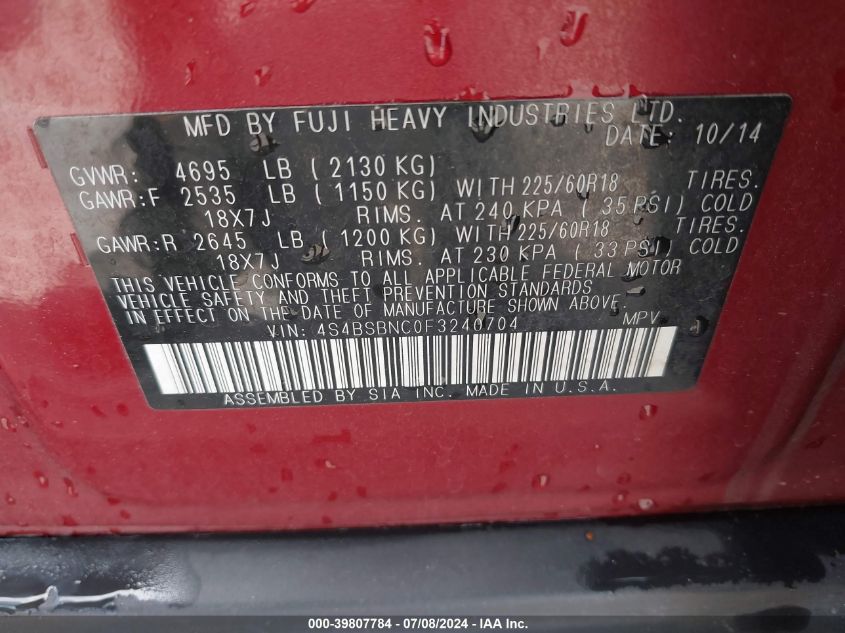 MFD BY FUJI HEAVY INDUSTRIES LTD.
DATE: 10/14
GVWR: 4695 LB ( 2130 KG)
GAWR:F 2535 LB ( 1150 KG) WITH 225/60R18 TIRES.
18X7J RIMS. AT 240 KPA ( 35 PSI) COLD
GAWR:R 2645 LB ( 1200 KG) WITH 225/60R18 TIRES.
18X7J RIMS. AT 230 KPA ( 33 PSI) COLD
THIS VEHICLE CONFORMS TO ALL APPLICABLE FEDERAL MOTOR
VEHICLE SAFETY AND THEFT PREVENTION STANDARDS
IN EFFECT ON THE DATE OF MANUFACTURE SHOWN ABOVE.
VIN: 4S4BSBNC0F3240704 MPV
ASSEMBLED BY SIA INC. MADE IN U.S.A.
000-39807784 - 07/08/2024 - IAA Inc.